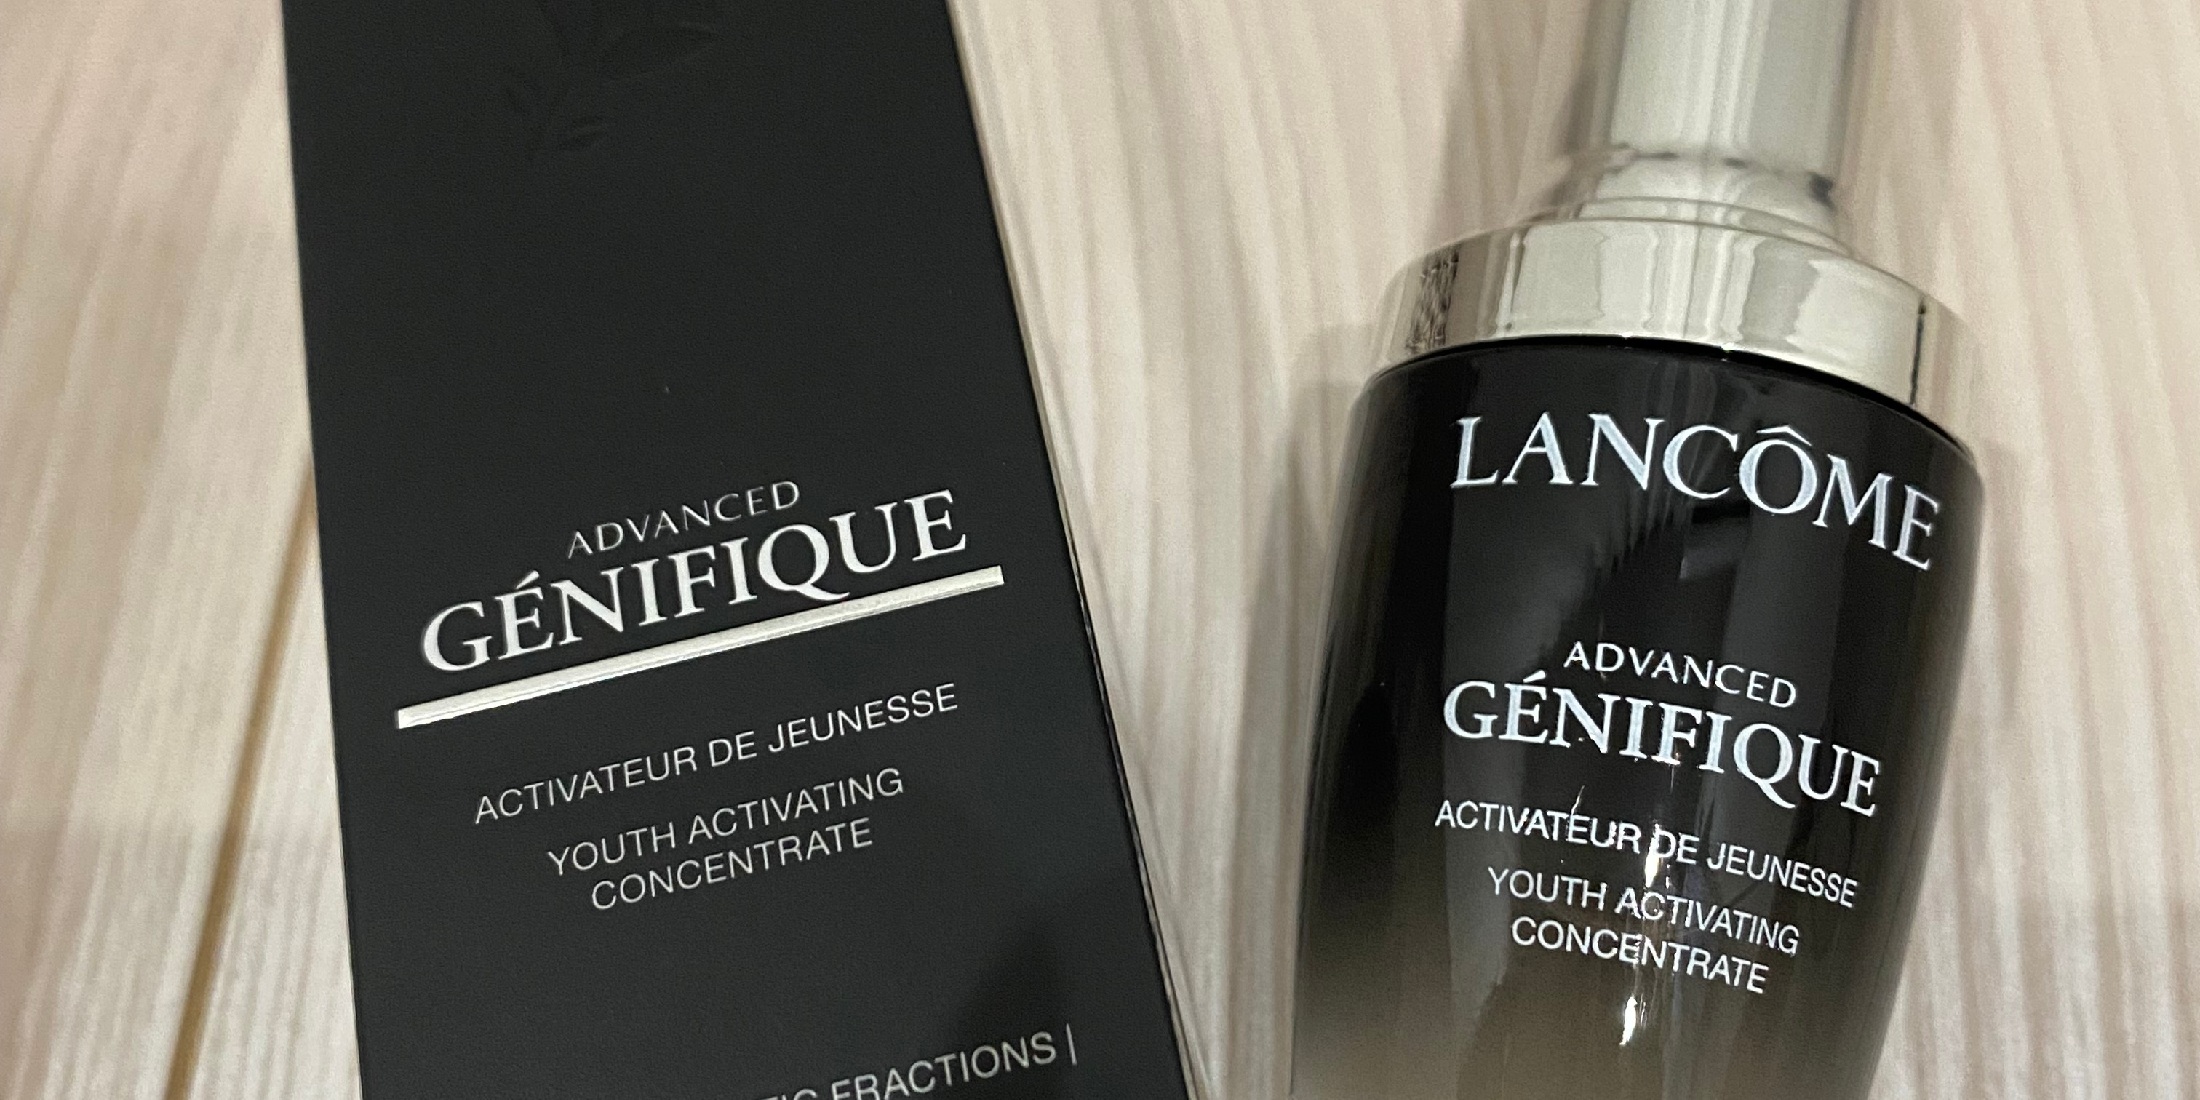 ADVANCED
GÉNIFIQUE
ACTIVATEUR DE JEUNESSE
YOUTH ACTIVATING
CONCENTRATE
FRACTIONS |
LANCÔME
ADVANCED
GÉNIFIQUE
ACTIVATEUR DE JEUNESSE
YOUTH ACTIVATING
CONCENTRATE